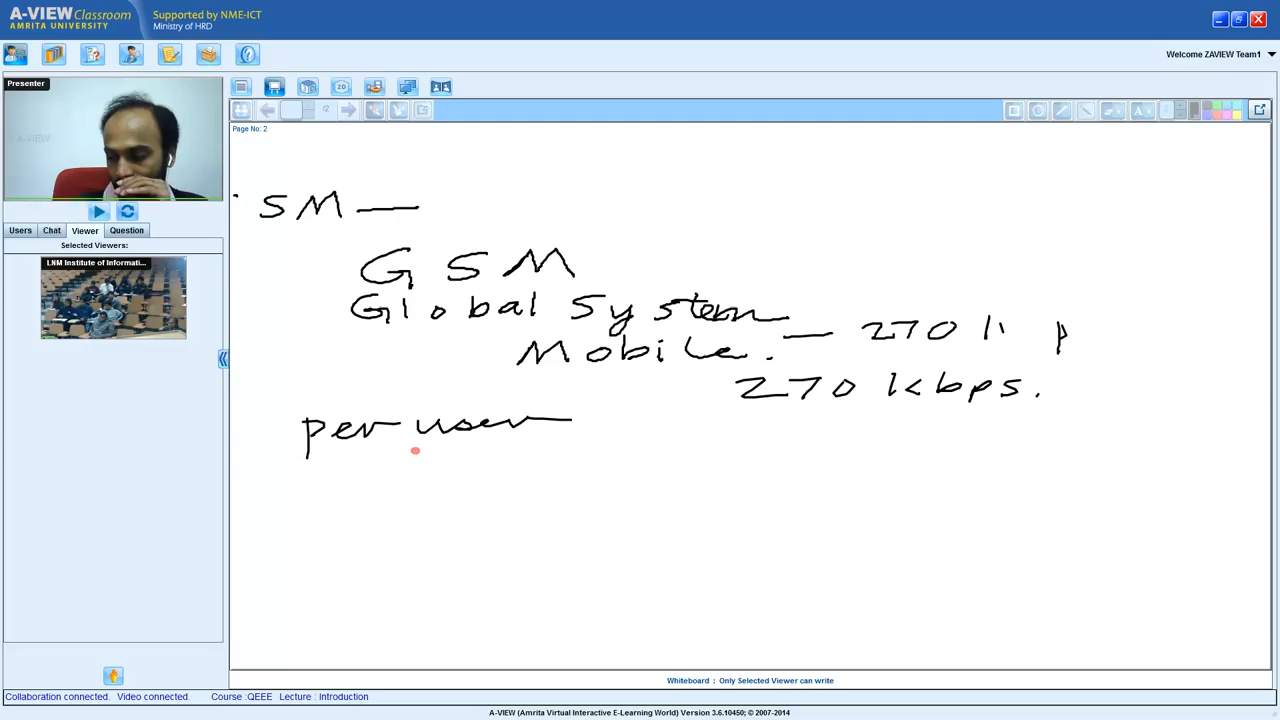 A-VIEW Classroom
AMRITA UNIVERSITY
Supported by NME-ICT
Ministry of HRD
Welcome ZAVIEW Team1
Presenter
A-VIEW
Page No: 2
Users Chat Viewer Question
Selected Viewers:
LNM Institute of Informati...
SM —
GSM
Global System
Mobile. — 270
270 kbps.
per user
Whiteboard : Only Selected Viewer can write
Collaboration connected. Video connected. Course :QEEE Lecture : Introduction
A-VIEW (Amrita Virtual Interactive E-Learning World) Version 3.6.10450; © 2007-2014